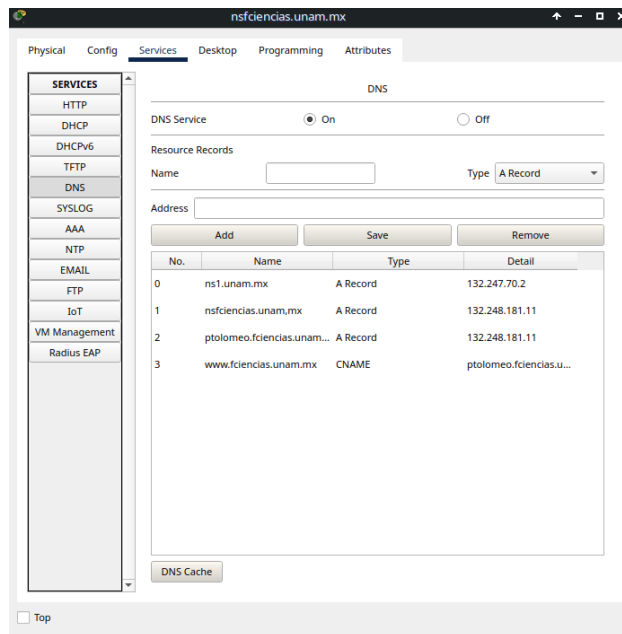 nsfciencias.unam.mx
Physical Config Services Desktop Programming Attributes
SERVICES
HTTP
DHCP
DHCPv6
TFTP
DNS
SYSLOG
AAA
NTP
EMAIL
FTP
IoT
VM Management
Radius EAP
DNS
DNS Service On Off
Resource Records
Name Type A Record
Address
Add Save Remove
No. Name Type Detail
0 ns1.unam.mx A Record 132.247.70.2
1 nsfciencias.unam,mx A Record 132.248.181.11
2 ptolomeo.fciencias.unam... A Record 132.248.181.11
3 www.fciencias.unam.mx CNAME ptolomeo.fciencias.u...
DNS Cache
Top